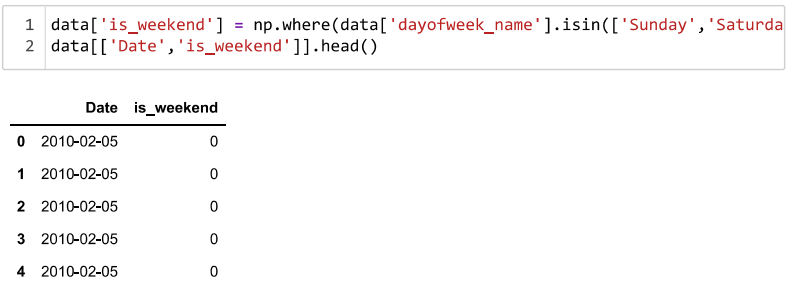 1 data['is_weekend'] = np.where(data['dayofweek_name'].isin(['Sunday','Saturda
2 data[['Date','is_weekend']].head()
Date is_weekend
0 2010-02-05 0
1 2010-02-05 0
2 2010-02-05 0
3 2010-02-05 0
4 2010-02-05 0